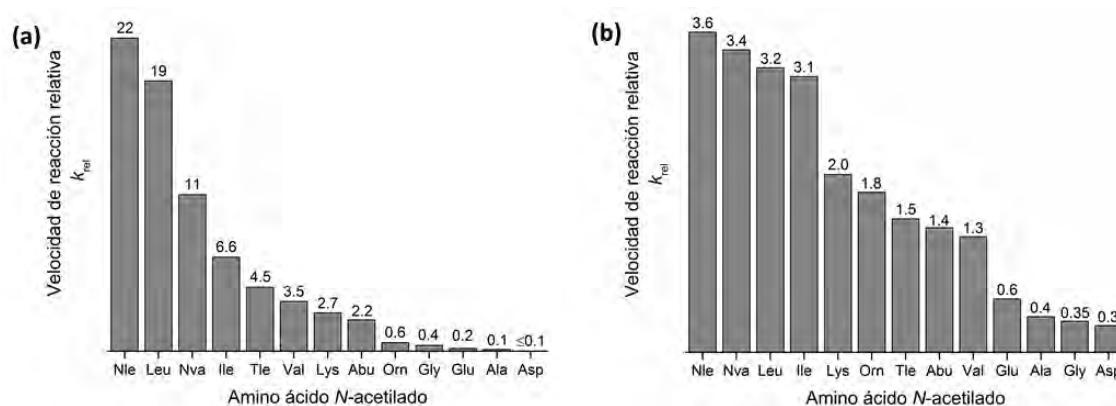 (a)
Velocidad de reacción relativa
k_rel
22
19
11
6.6
4.5
3.5
2.7
2.2
0.6
0.4
0.2
0.1
≤0.1
Nle Leu Nva Ile Tle Val Lys Abu Orn Gly Glu Ala Asp
Amino ácido N-acetilado
(b)
Velocidad de reacción relativa
k_rel
3.6
3.4
3.2
3.1
2.0
1.8
1.5
1.4
1.3
0.6
0.4
0.35
0.3
Nle Nva Leu Ile Lys Orn Tle Abu Val Glu Ala Gly Asp
Amino ácido N-acetilado